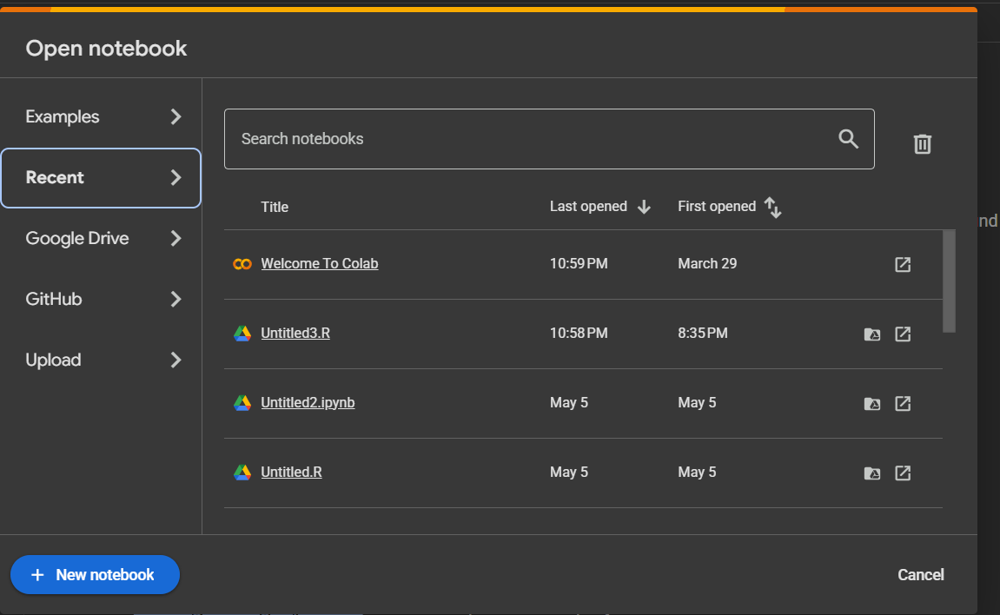 Open notebook
Examples
Recent
Google Drive
GitHub
Upload
Search notebooks
Title Last opened First opened
Welcome To Colab 10:59 PM March 29
Untitled3.R 10:58 PM 8:35 PM
Untitled2.ipynb May 5 May 5
Untitled.R May 5 May 5
nd
+ New notebook
Cancel